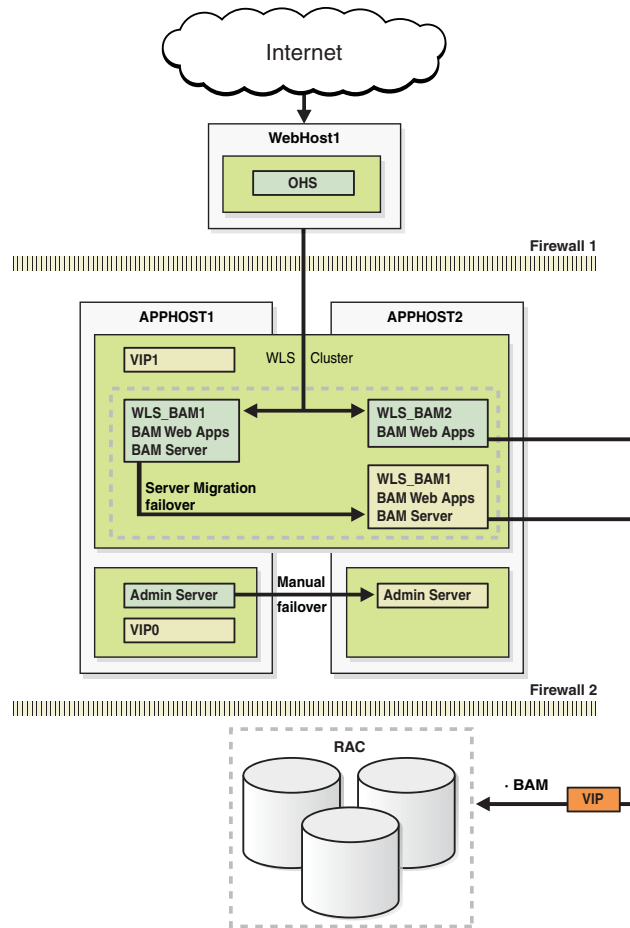 Internet
WebHost1
OHS
Firewall 1
APPHOST1
APPHOST2
VIP1
WLS Cluster
WLS_BAM1
BAM Web Apps
BAM Server
WLS_BAM2
BAM Web Apps
Server Migration
failover
WLS_BAM1
BAM Web Apps
BAM Server
Admin Server
VIP0
Manual
failover
Admin Server
Firewall 2
RAC
· BAM
VIP